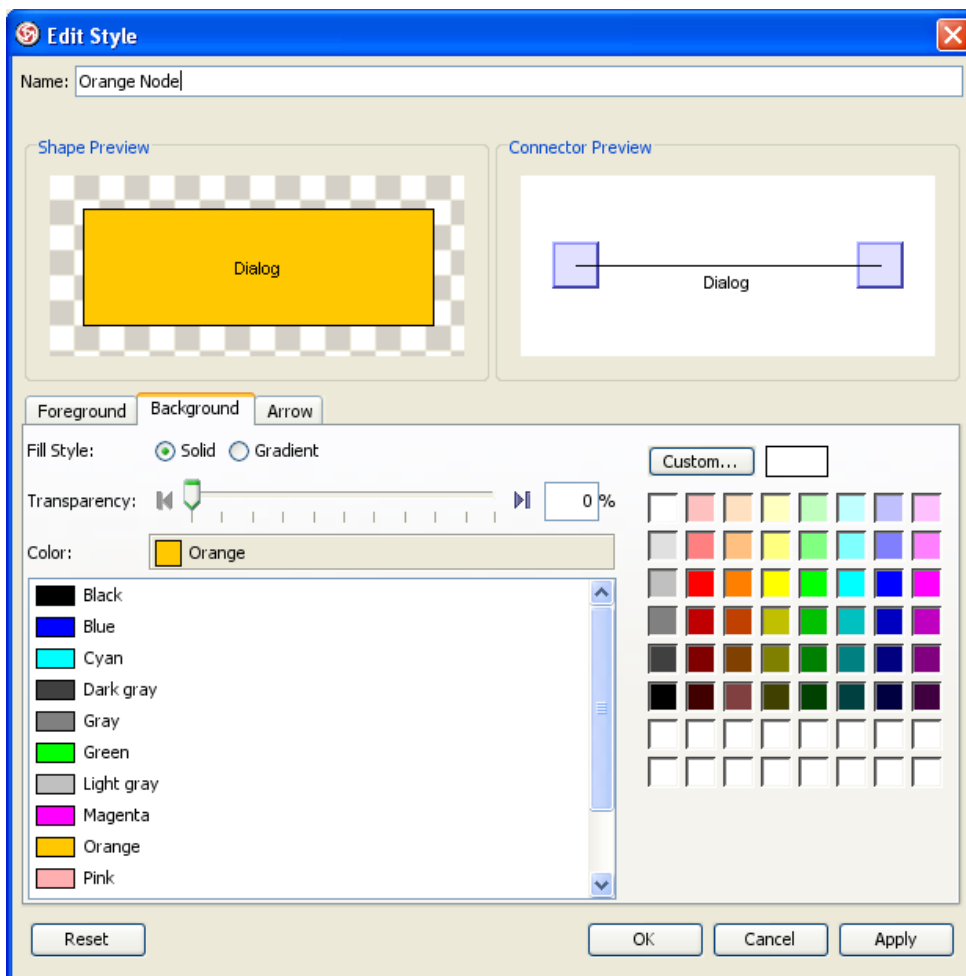 Edit Style
Name: Orange Node
Shape Preview
Connector Preview
Dialog
Dialog
Foreground Background Arrow
Fill Style: Solid Gradient
Custom...
Transparency: 0 %
Color: Orange
Black
Blue
Cyan
Dark gray
Gray
Green
Light gray
Magenta
Orange
Pink
Reset OK Cancel Apply